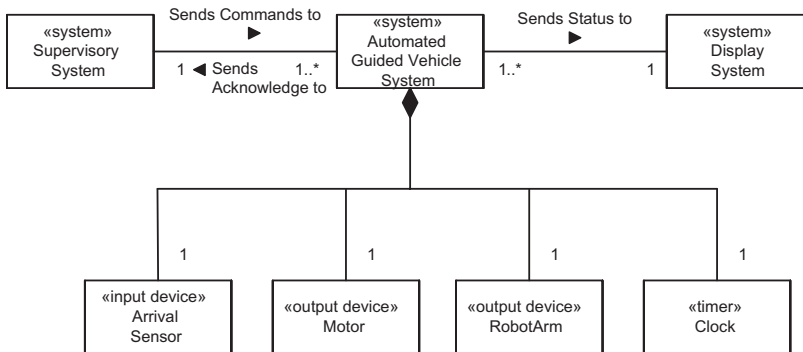 Sends Commands to
Sends Status to
«system»
Supervisory
System
«system»
Automated
Guided Vehicle
System
«system»
Display
System
1
◄ Sends
Acknowledge to
1..*
1..*
1
1
1
1
1
«input device»
Arrival
Sensor
«output device»
Motor
«output device»
RobotArm
«timer»
Clock